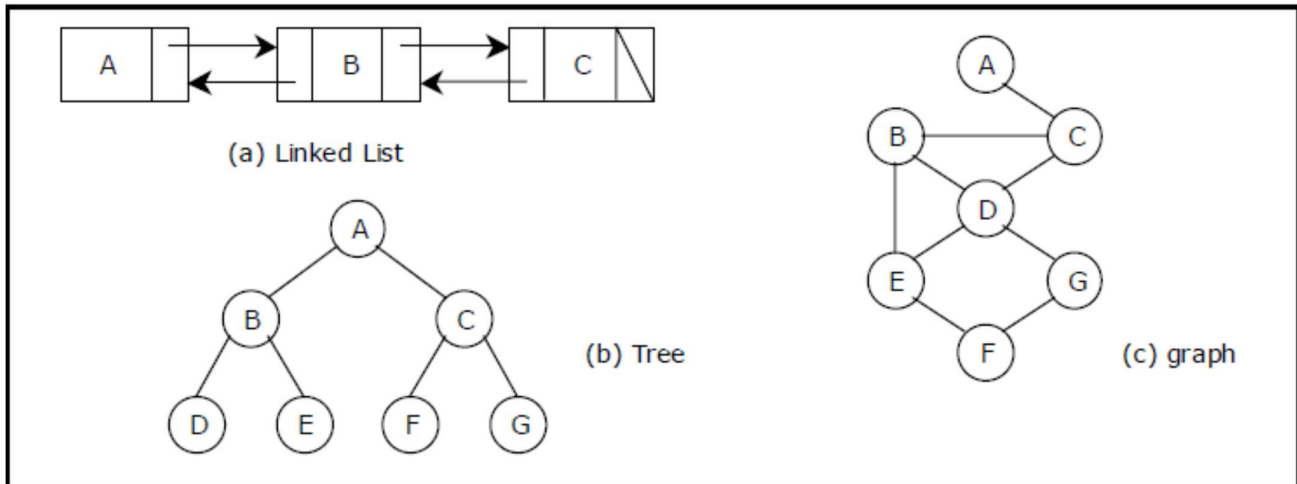 A B C
(a) Linked List
A
B C
D E F G
(b) Tree
A
B C
D
E G
F
(c) graph